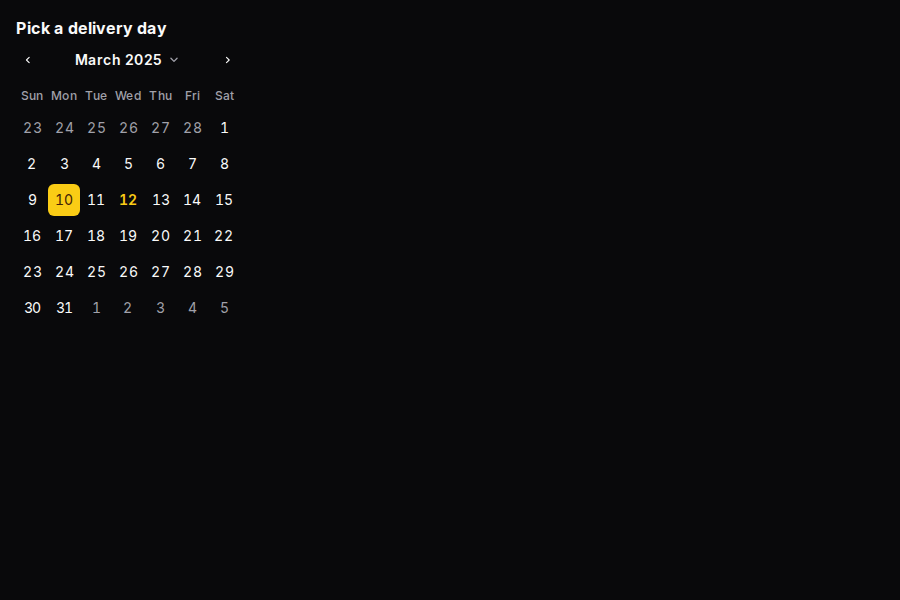 Pick a delivery day
March 2025
Sun Mon Tue Wed Thu Fri Sat
23 24 25 26 27 28 1
2 3 4 5 6 7 8
9 10 11 12 13 14 15
16 17 18 19 20 21 22
23 24 25 26 27 28 29
30 31 1 2 3 4 5